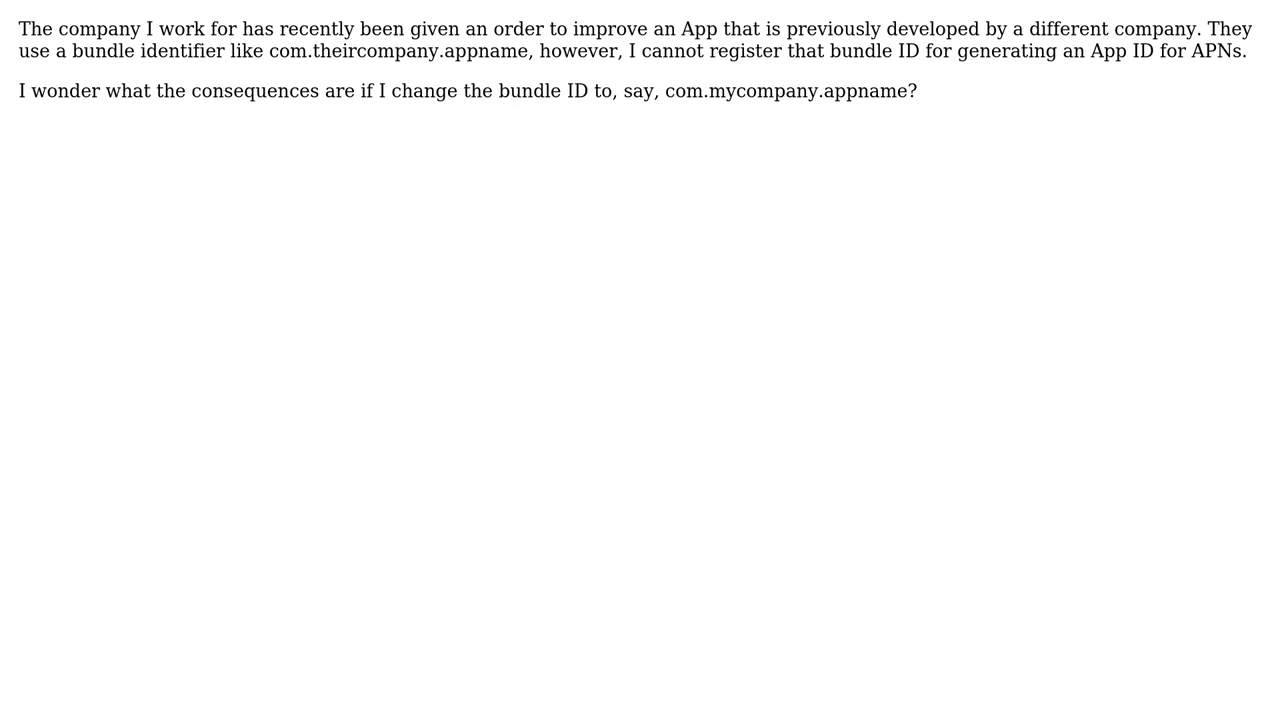 The company I work for has recently been given an order to improve an App that is previously developed by a different company. They
use a bundle identifier like com.theircompany.appname, however, I cannot register that bundle ID for generating an App ID for APNs.
I wonder what the consequences are if I change the bundle ID to, say, com.mycompany.appname?